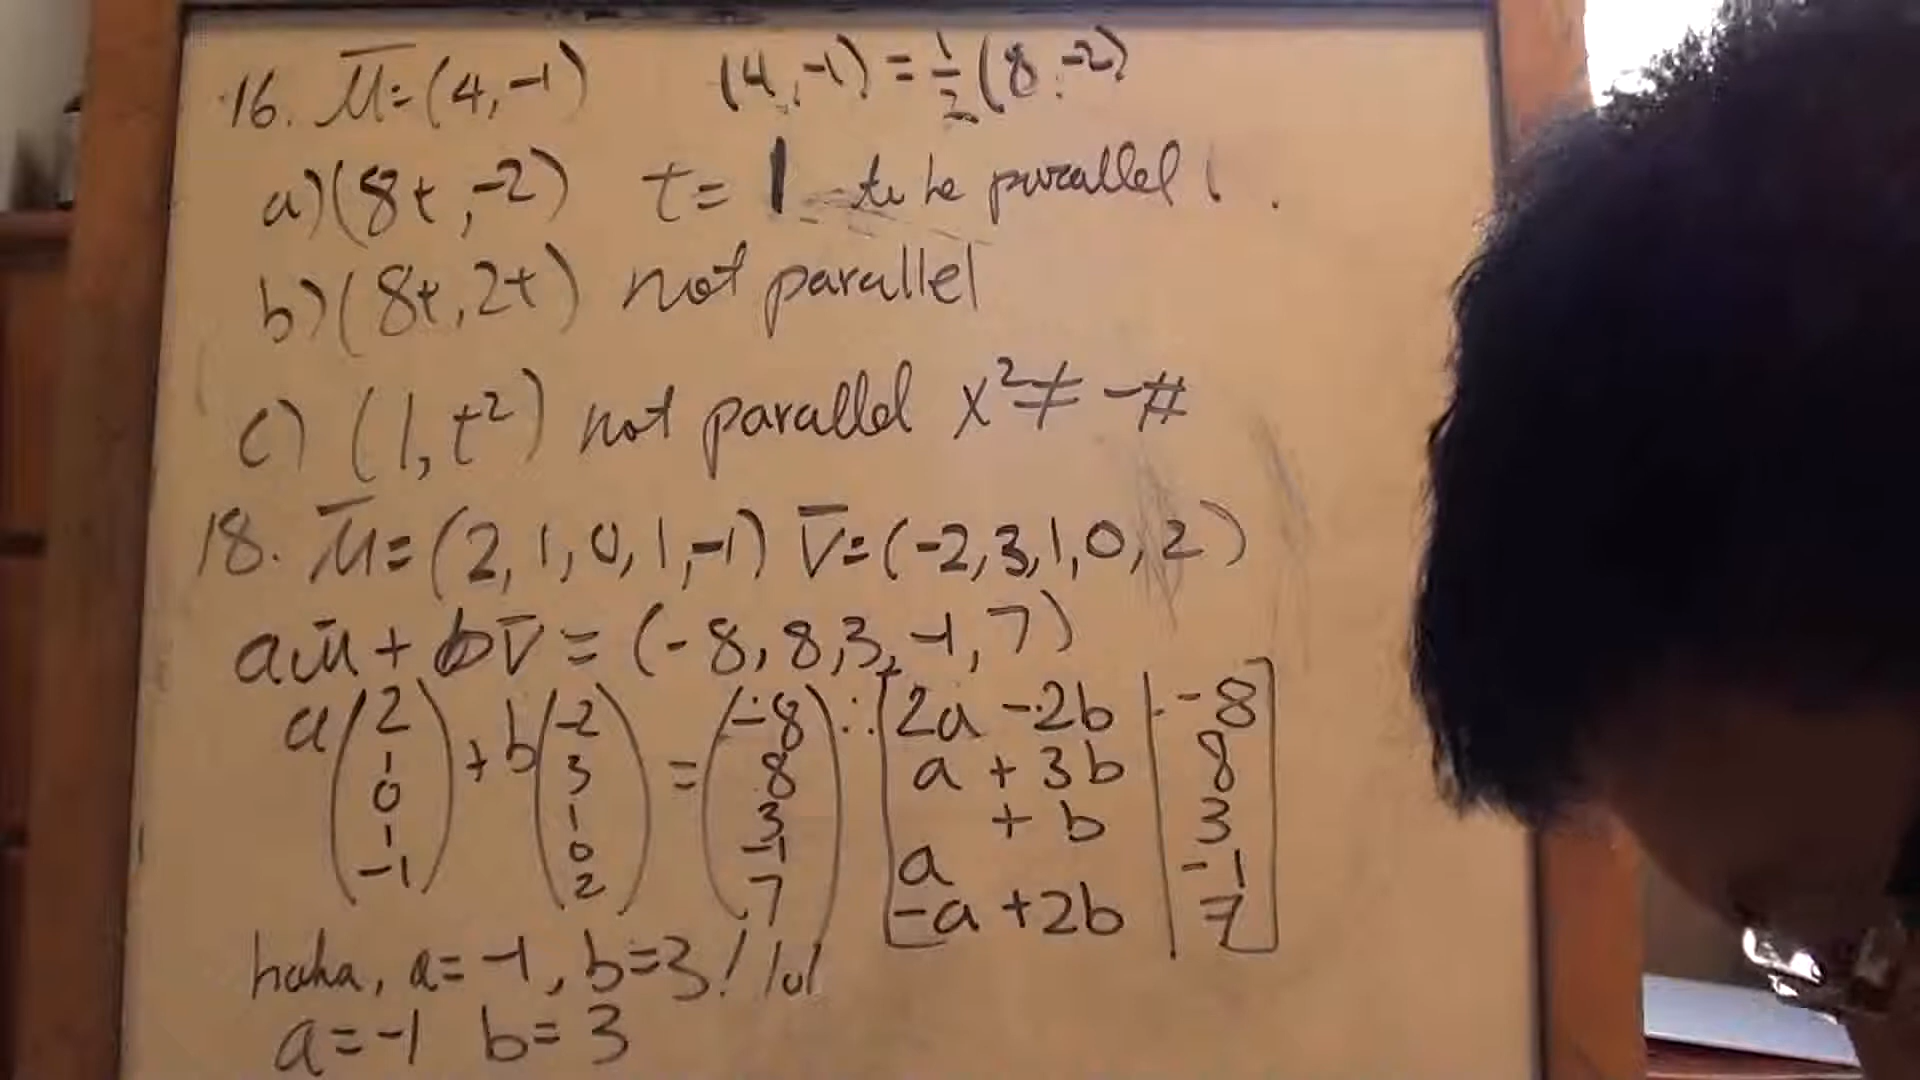 16. ū=(4,-1) (4,-1) = 1/2 (8,-2)
a)(8t,-2) t= 1 to be parallel
b)(8t,2t) not parallel
c) (1,t²) not parallel x²≠ -#
18. ū=(2,1,0,1,-1) v̄=(-2,3,1,0,2)
aū+bv̄ = (-8,8,3,-1,7)
a(2 1 0 1 -1) + b(-2 3 1 0 2) = (-8 8 3 -1 7) ∴
[2a -2b | -8
a + 3b | 8
+ b | 3
a | -1
-a +2b | 7]
haha, a= -1, b=3! lol
a=-1 b=3